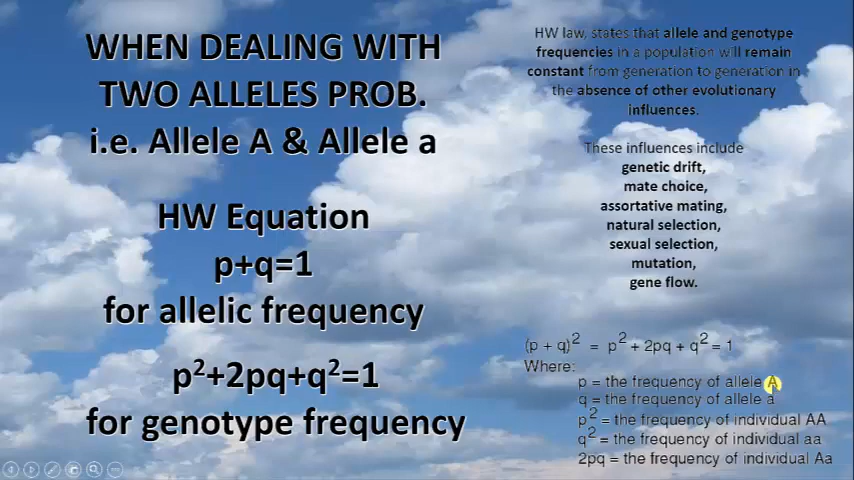 WHEN DEALING WITH
TWO ALLELES PROB.
i.e. Allele A & Allele a
HW Equation
p+q=1
for allelic frequency
p²+2pq+q²=1
for genotype frequency
HW law, states that allele and genotype
frequencies in a population will remain
constant from generation to generation in
the absence of other evolutionary
influences.
These influences include
genetic drift,
mate choice,
assortative mating,
natural selection,
sexual selection,
mutation,
gene flow.
(p + q)² = p² + 2pq + q² = 1
Where:
p = the frequency of allele A
q = the frequency of allele a
p² = the frequency of individual AA
q² = the frequency of individual aa
2pq = the frequency of individual Aa